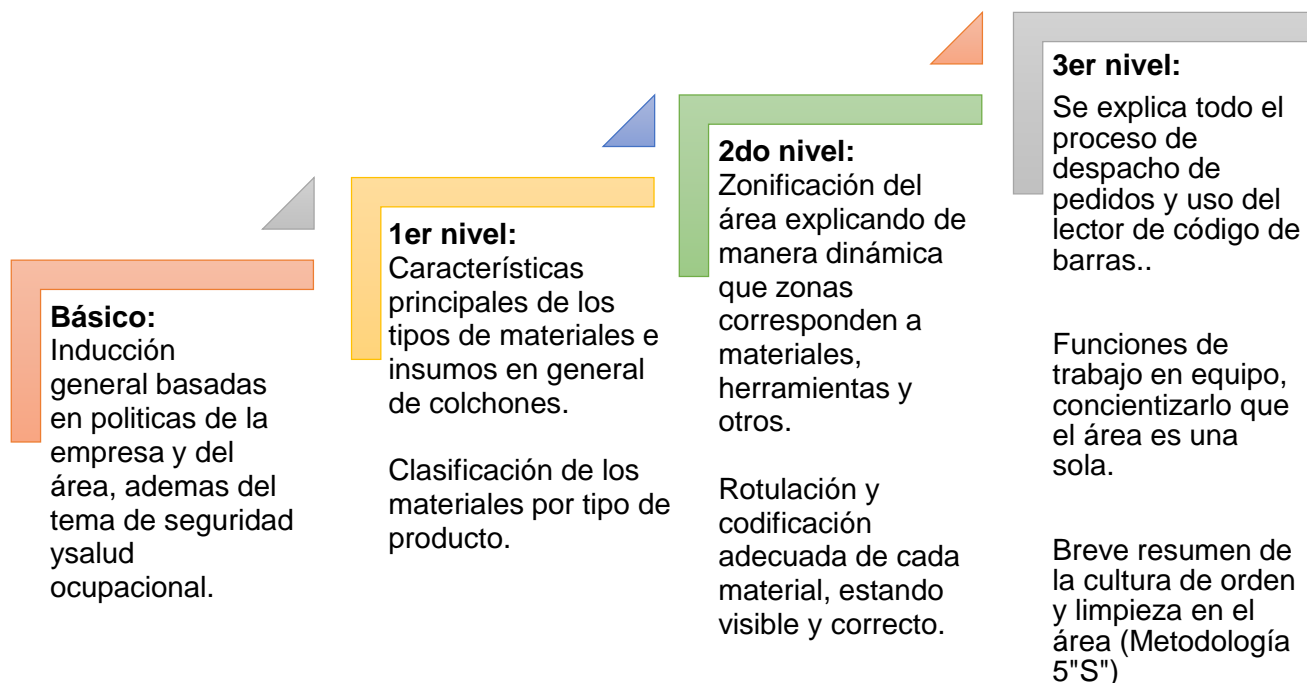 Básico:
Inducción
general basadas
en politicas de la
empresa y del
área, ademas del
tema de seguridad
ysalud
ocupacional.
1er nivel:
Características
principales de los
tipos de materiales e
insumos en general
de colchones.
Clasificación de los
materiales por tipo de
producto.
2do nivel:
Zonificación del
área explicando de
manera dinámica
que zonas
corresponden a
materiales,
herramientas y
otros.
Rotulación y
codificación
adecuada de cada
material, estando
visible y correcto.
3er nivel:
Se explica todo el
proceso de
despacho de
pedidos y uso del
lector de código de
barras..
Funciones de
trabajo en equipo,
concientizarlo que
el área es una
sola.
Breve resumen de
la cultura de orden
y limpieza en el
área (Metodología
5"S")